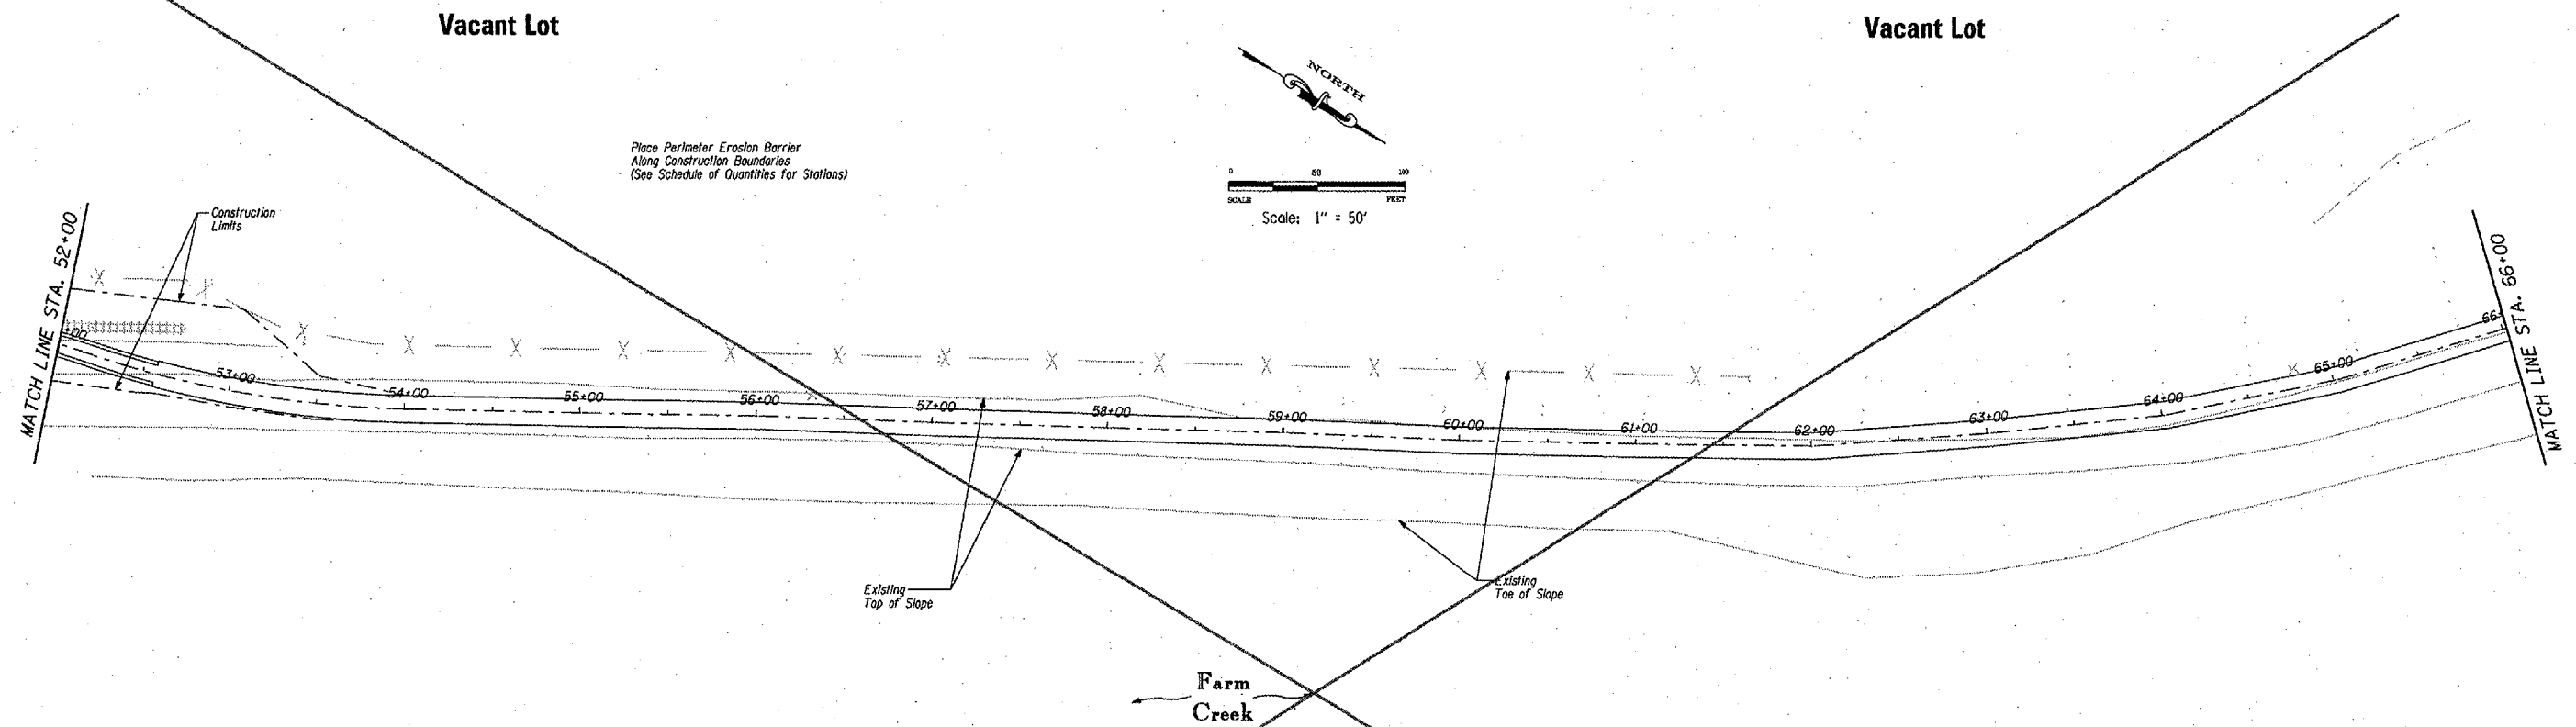 Vacant Lot
Vacant Lot
NORTH
Place Perimeter Erosion Barrier
Along Construction Boundaries
(See Schedule of Quantities for Stations)
0 50 100
SCALE FEET
Scale: 1" = 50'
Construction
Limits
MATCH LINE STA. 52+00
MATCH LINE STA. 66+00
+00
53+00
54+00
55+00
56+00
57+00
58+00
59+00
60+00
61+00
62+00
63+00
64+00
65+00
66
Existing
Top of Slope
Existing
Toe of Slope
Farm
Creek